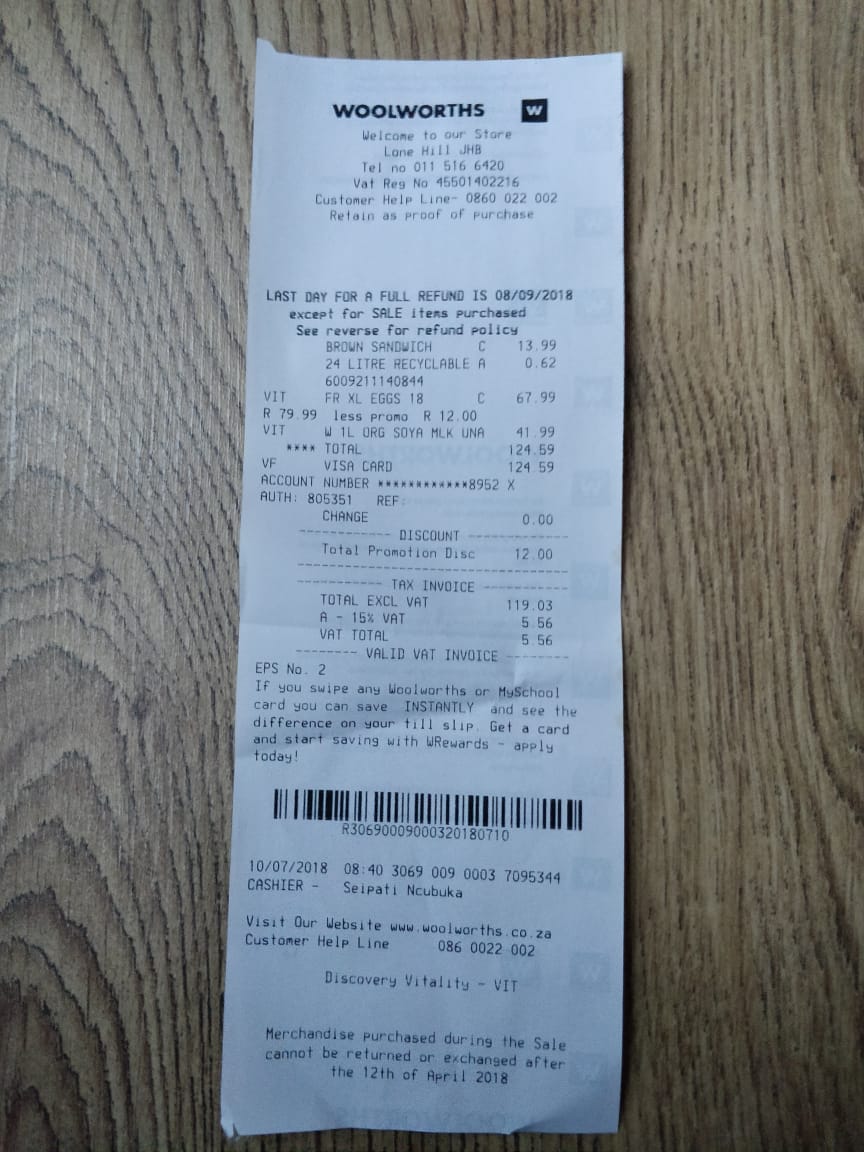 WOOLWORTHS W
Welcome to our Store
Lone Hill JHB
Tel no 011 516 6420
Vat Reg No 45501402216
Customer Help Line- 0860 022 002
Retain as proof of purchase
LAST DAY FOR A FULL REFUND IS 08/09/2018
except for SALE items purchased
See reverse for refund policy
BROWN SANDWICH C 13.99
24 LITRE RECYCLABLE A 0.62
6009211140844
VIT FR XL EGGS 18 C 67.99
R 79.99 less promo R 12.00
VIT W 1L ORG SOYA MLK UNA 41.99
**** TOTAL 124.59
VF VISA CARD 124.59
ACCOUNT NUMBER ************8952 X
AUTH: 805351 REF:
CHANGE 0.00
------------ DISCOUNT -------------
Total Promotion Disc 12.00
-----------------------------------
----------- TAX INVOICE -----------
TOTAL EXCL VAT 119.03
A - 15% VAT 5.56
VAT TOTAL 5.56
-------- VALID VAT INVOICE --------
EPS No. 2
If you swipe any Woolworths or MySchool
card you can save INSTANTLY and see the
difference on your till slip. Get a card
and start saving with WRewards - apply
today!
R30690009000320180710
10/07/2018 08:40 3069 009 0003 7095344
CASHIER - Seipati Ncubuka
Visit Our Website www.woolworths.co.za
Customer Help Line 086 0022 002
Discovery Vitality - VIT
Merchandise purchased during the Sale
cannot be returned or exchanged after
the 12th of April 2018